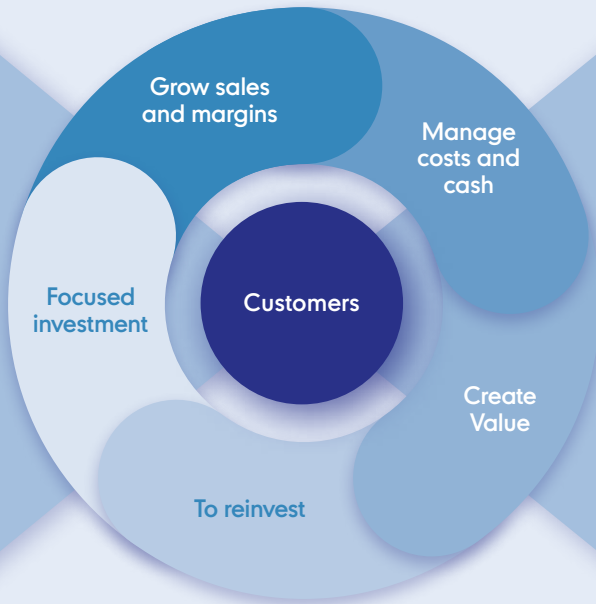 Grow sales
and margins
Manage
costs and
cash
Focused
investment
Customers
Create
Value
To reinvest